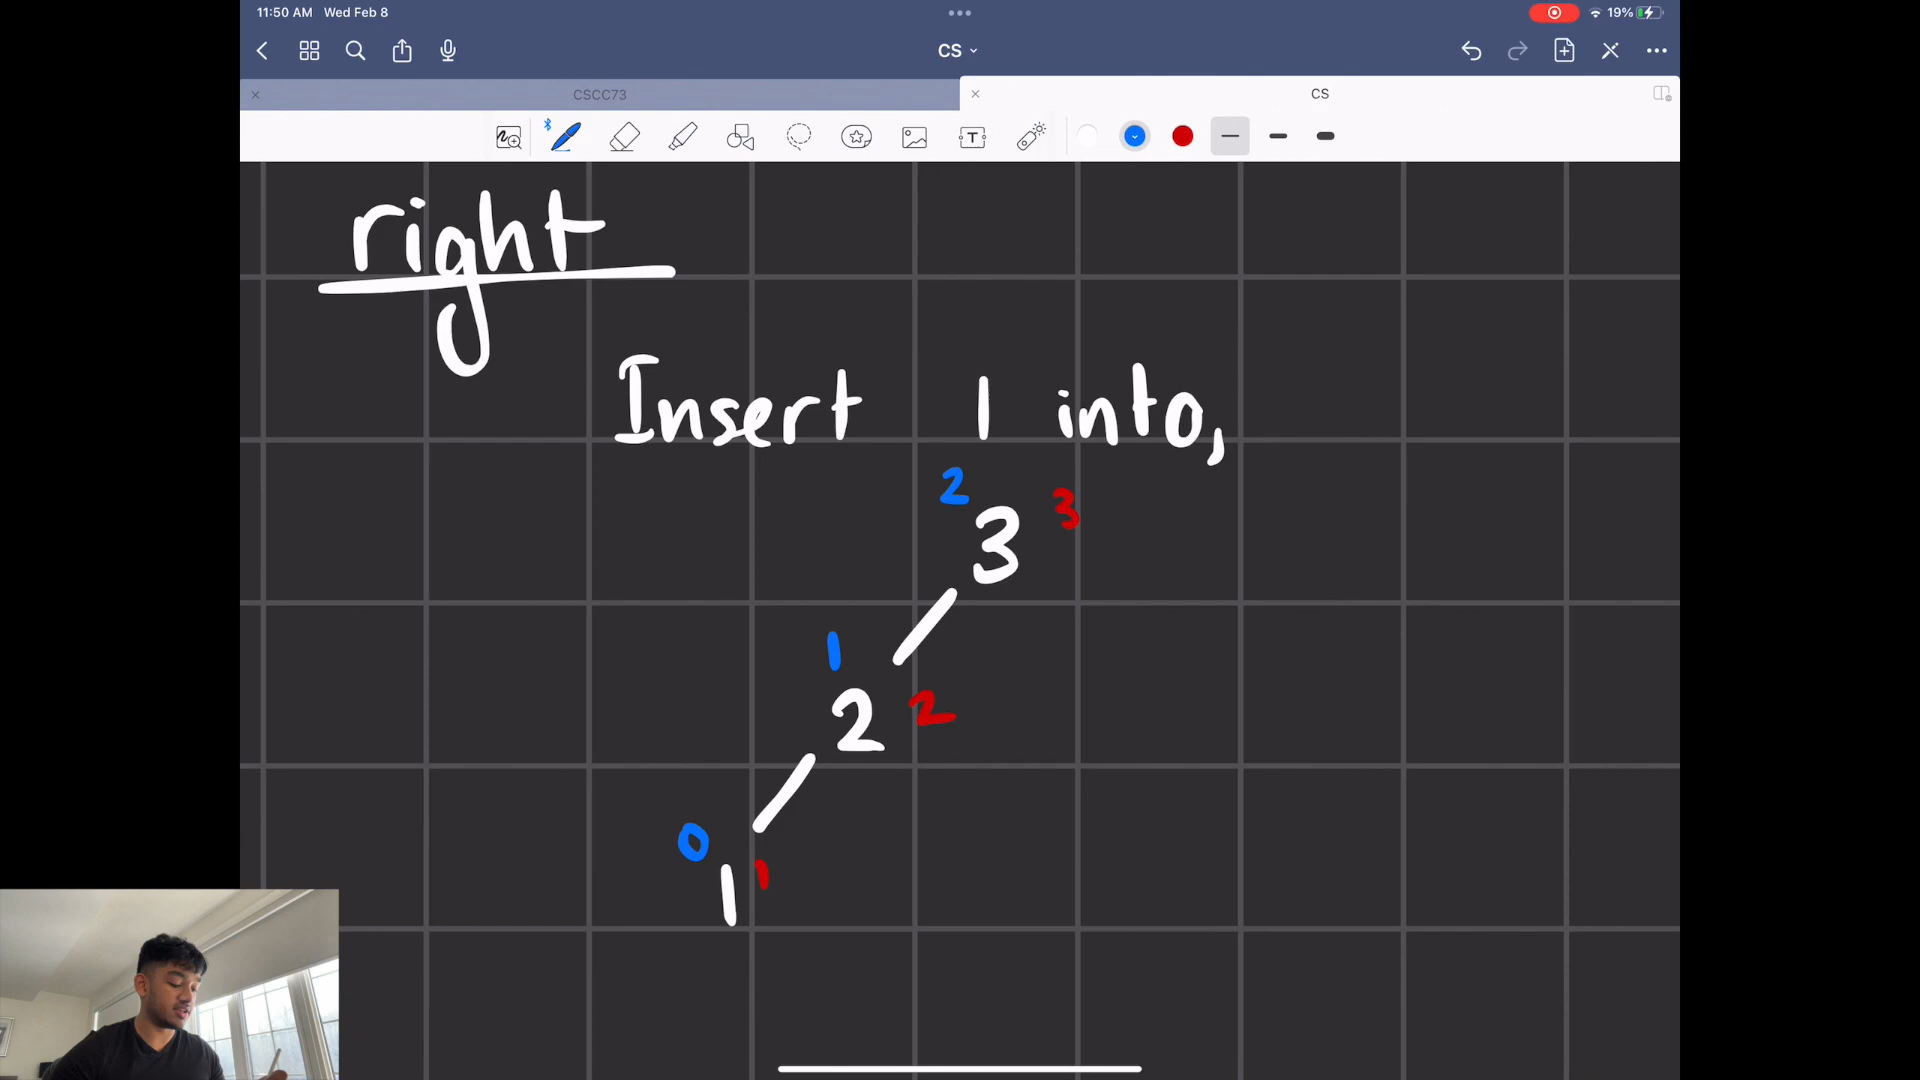 11:50 AM Wed Feb 8
19%
CS
CSCC73
CS
T
right
Insert 1 into,
2 3 3
1
2 2
0
1 1